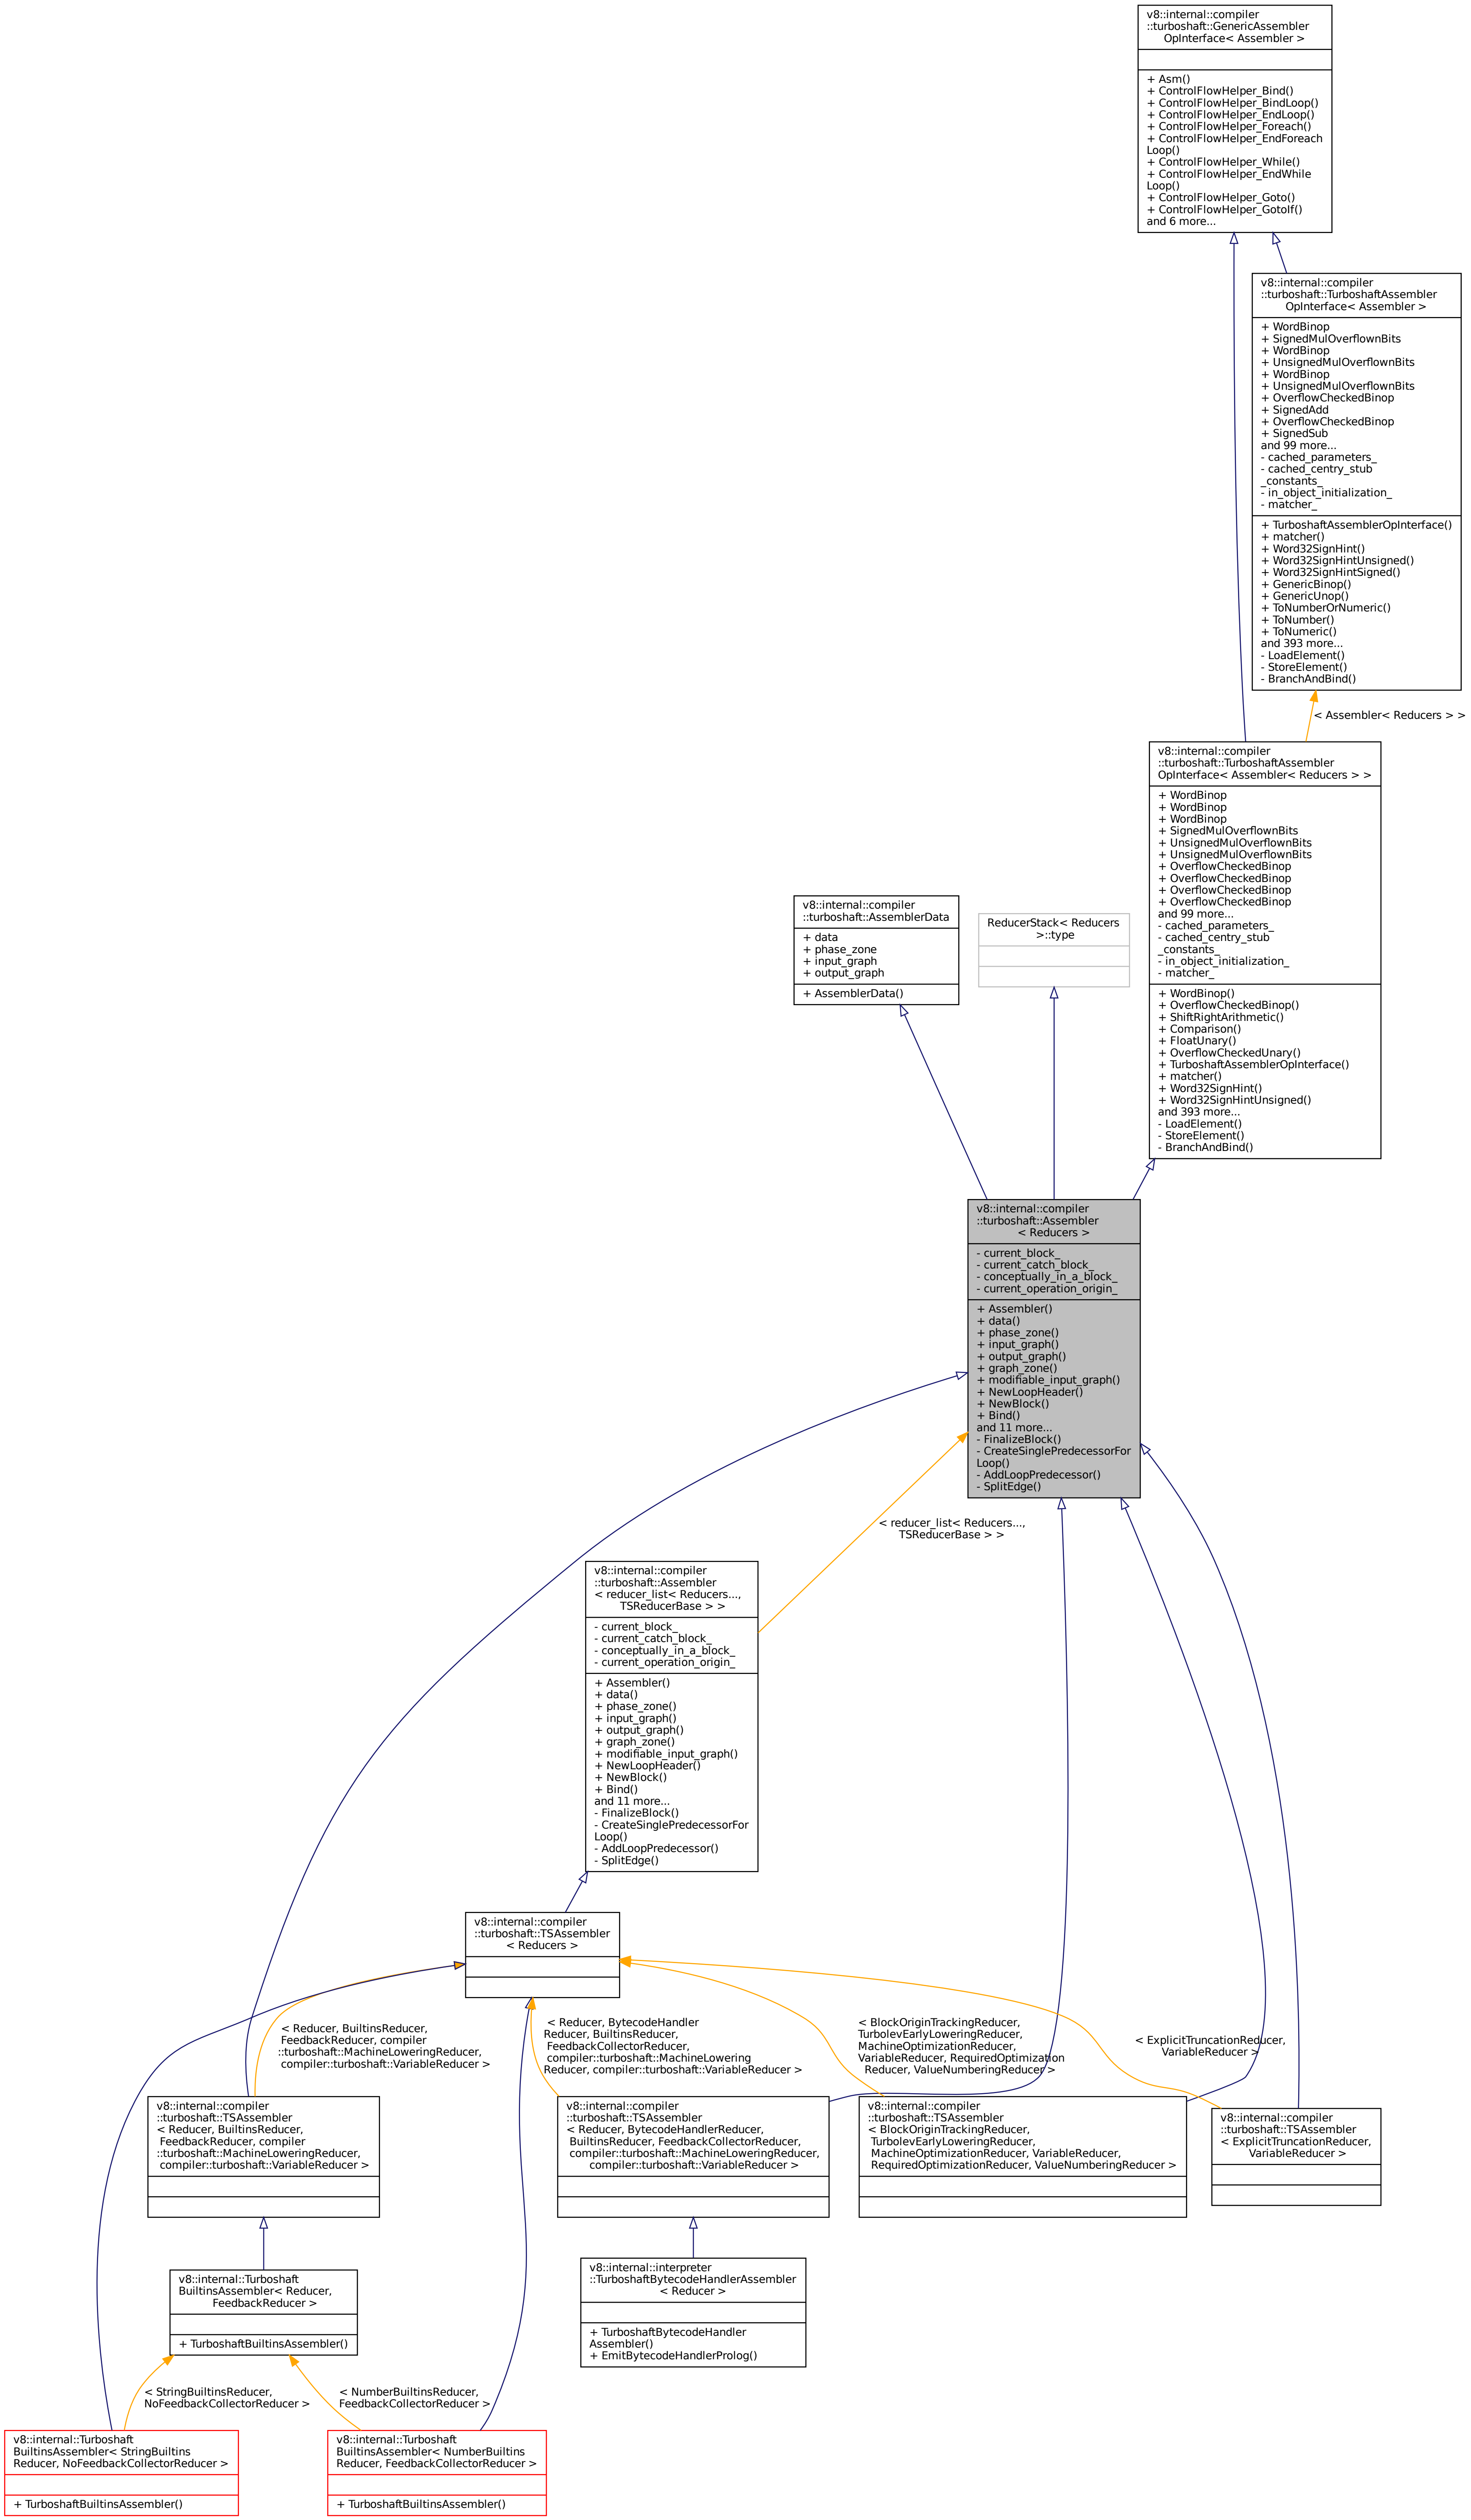 v8::internal::compiler
::turboshaft::GenericAssembler
OpInterface< Assembler >
+ Asm()
+ ControlFlowHelper_Bind()
+ ControlFlowHelper_BindLoop()
+ ControlFlowHelper_EndLoop()
+ ControlFlowHelper_Foreach()
+ ControlFlowHelper_EndForeach
Loop()
+ ControlFlowHelper_While()
+ ControlFlowHelper_EndWhile
Loop()
+ ControlFlowHelper_Goto()
+ ControlFlowHelper_GotoIf()
and 6 more...
v8::internal::compiler
::turboshaft::TurboshaftAssembler
OpInterface< Assembler >
+ WordBinop
+ SignedMulOverflownBits
+ WordBinop
+ UnsignedMulOverflownBits
+ WordBinop
+ UnsignedMulOverflownBits
+ OverflowCheckedBinop
+ SignedAdd
+ OverflowCheckedBinop
+ SignedSub
and 99 more...
- cached_parameters_
- cached_centry_stub
_constants_
- in_object_initialization_
- matcher_
+ TurboshaftAssemblerOpInterface()
+ matcher()
+ Word32SignHint()
+ Word32SignHintUnsigned()
+ Word32SignHintSigned()
+ GenericBinop()
+ GenericUnop()
+ ToNumberOrNumeric()
+ ToNumber()
+ ToNumeric()
and 393 more...
- LoadElement()
- StoreElement()
- BranchAndBind()
< Assembler< Reducers > >
v8::internal::compiler
::turboshaft::TurboshaftAssembler
OpInterface< Assembler< Reducers > >
+ WordBinop
+ WordBinop
+ WordBinop
+ SignedMulOverflownBits
+ UnsignedMulOverflownBits
+ UnsignedMulOverflownBits
+ OverflowCheckedBinop
+ OverflowCheckedBinop
+ OverflowCheckedBinop
+ OverflowCheckedBinop
and 99 more...
- cached_parameters_
- cached_centry_stub
_constants_
- in_object_initialization_
- matcher_
+ WordBinop()
+ OverflowCheckedBinop()
+ ShiftRightArithmetic()
+ Comparison()
+ FloatUnary()
+ OverflowCheckedUnary()
+ TurboshaftAssemblerOpInterface()
+ matcher()
+ Word32SignHint()
+ Word32SignHintUnsigned()
and 393 more...
- LoadElement()
- StoreElement()
- BranchAndBind()
v8::internal::compiler
::turboshaft::AssemblerData
+ data
+ phase_zone
+ input_graph
+ output_graph
+ AssemblerData()
ReducerStack< Reducers
>::type
v8::internal::compiler
::turboshaft::Assembler
< Reducers >
- current_block_
- current_catch_block_
- conceptually_in_a_block_
- current_operation_origin_
+ Assembler()
+ data()
+ phase_zone()
+ input_graph()
+ output_graph()
+ graph_zone()
+ modifiable_input_graph()
+ NewLoopHeader()
+ NewBlock()
+ Bind()
and 11 more...
- FinalizeBlock()
- CreateSinglePredecessorFor
Loop()
- AddLoopPredecessor()
- SplitEdge()
< reducer_list< Reducers...,
TSReducerBase > >
v8::internal::compiler
::turboshaft::Assembler
< reducer_list< Reducers...,
TSReducerBase > >
- current_block_
- current_catch_block_
- conceptually_in_a_block_
- current_operation_origin_
+ Assembler()
+ data()
+ phase_zone()
+ input_graph()
+ output_graph()
+ graph_zone()
+ modifiable_input_graph()
+ NewLoopHeader()
+ NewBlock()
+ Bind()
and 11 more...
- FinalizeBlock()
- CreateSinglePredecessorFor
Loop()
- AddLoopPredecessor()
- SplitEdge()
v8::internal::compiler
::turboshaft::TSAssembler
< Reducers >
< Reducer, BuiltinsReducer,
FeedbackReducer, compiler
::turboshaft::MachineLoweringReducer,
compiler::turboshaft::VariableReducer >
< Reducer, BytecodeHandler
Reducer, BuiltinsReducer,
FeedbackCollectorReducer,
compiler::turboshaft::MachineLowering
Reducer, compiler::turboshaft::VariableReducer >
< BlockOriginTrackingReducer,
TurbolevEarlyLoweringReducer,
MachineOptimizationReducer,
VariableReducer, RequiredOptimization
Reducer, ValueNumberingReducer >
< ExplicitTruncationReducer,
VariableReducer >
v8::internal::compiler
::turboshaft::TSAssembler
< Reducer, BuiltinsReducer,
FeedbackReducer, compiler
::turboshaft::MachineLoweringReducer,
compiler::turboshaft::VariableReducer >
v8::internal::compiler
::turboshaft::TSAssembler
< Reducer, BytecodeHandlerReducer,
BuiltinsReducer, FeedbackCollectorReducer,
compiler::turboshaft::MachineLoweringReducer,
compiler::turboshaft::VariableReducer >
v8::internal::compiler
::turboshaft::TSAssembler
< BlockOriginTrackingReducer,
TurbolevEarlyLoweringReducer,
MachineOptimizationReducer, VariableReducer,
RequiredOptimizationReducer, ValueNumberingReducer >
v8::internal::compiler
::turboshaft::TSAssembler
< ExplicitTruncationReducer,
VariableReducer >
v8::internal::Turboshaft
BuiltinsAssembler< Reducer,
FeedbackReducer >
+ TurboshaftBuiltinsAssembler()
v8::internal::interpreter
::TurboshaftBytecodeHandlerAssembler
< Reducer >
+ TurboshaftBytecodeHandler
Assembler()
+ EmitBytecodeHandlerProlog()
< StringBuiltinsReducer,
NoFeedbackCollectorReducer >
< NumberBuiltinsReducer,
FeedbackCollectorReducer >
v8::internal::Turboshaft
BuiltinsAssembler< StringBuiltins
Reducer, NoFeedbackCollectorReducer >
+ TurboshaftBuiltinsAssembler()
v8::internal::Turboshaft
BuiltinsAssembler< NumberBuiltins
Reducer, FeedbackCollectorReducer >
+ TurboshaftBuiltinsAssembler()